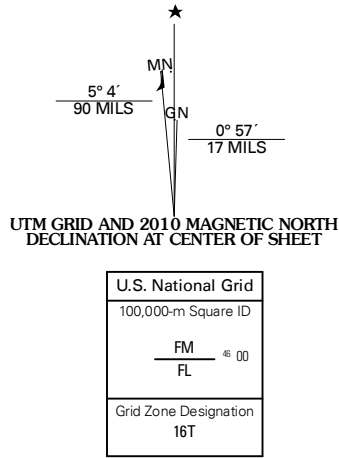 ★
MN
5° 4´
90 MILS
GN
0° 57´
17 MILS
UTM GRID AND 2010 MAGNETIC NORTH
DECLINATION AT CENTER OF SHEET
U.S. National Grid
100,000-m Square ID
FM
46 00
FL
Grid Zone Designation
16T